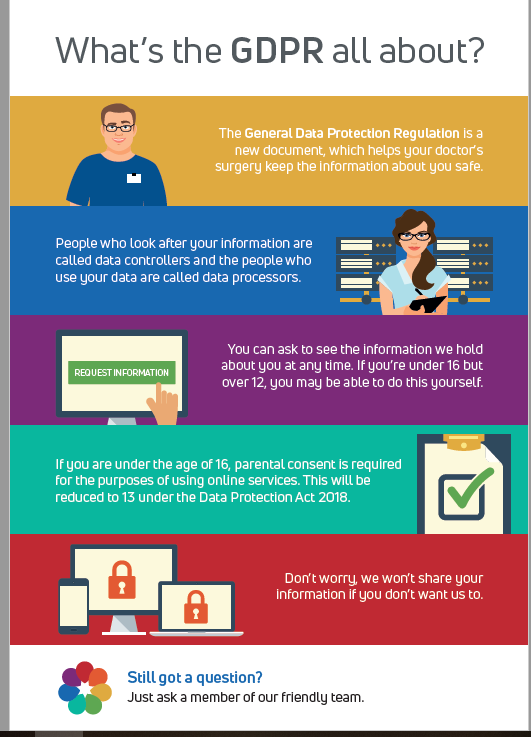 What's the GDPR all about?
The General Data Protection Regulation is a
new document, which helps your doctor's
surgery keep the information about you safe.
People who look after your information are
called data controllers and the people who
use your data are called data processors.
REQUEST INFORMATION
You can ask to see the information we hold
about you at any time. If you're under 16 but
over 12, you may be able to do this yourself.
If you are under the age of 16, parental consent is required
for the purposes of using online services. This will be
reduced to 13 under the Data Protection Act 2018.
Don't worry, we won't share your
information if you don't want us to.
Still got a question?
Just ask a member of our friendly team.